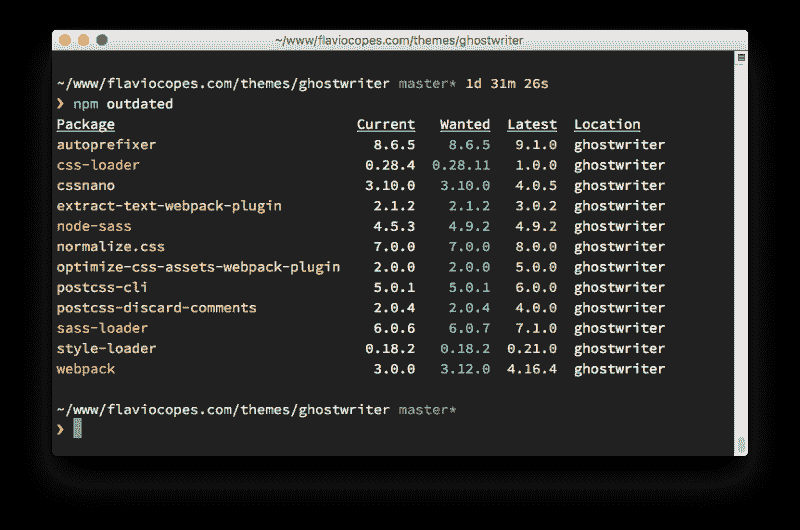 ~/www/flaviocopes.com/themes/ghostwriter
~/www/flaviocopes.com/themes/ghostwriter master* 1d 31m 26s
❯ npm outdated
Package Current Wanted Latest Location
autoprefixer 8.6.5 8.6.5 9.1.0 ghostwriter
css-loader 0.28.4 0.28.11 1.0.0 ghostwriter
cssnano 3.10.0 3.10.0 4.0.5 ghostwriter
extract-text-webpack-plugin 2.1.2 2.1.2 3.0.2 ghostwriter
node-sass 4.5.3 4.9.2 4.9.2 ghostwriter
normalize.css 7.0.0 7.0.0 8.0.0 ghostwriter
optimize-css-assets-webpack-plugin 2.0.0 2.0.0 5.0.0 ghostwriter
postcss-cli 5.0.1 5.0.1 6.0.0 ghostwriter
postcss-discard-comments 2.0.4 2.0.4 4.0.0 ghostwriter
sass-loader 6.0.6 6.0.7 7.1.0 ghostwriter
style-loader 0.18.2 0.18.2 0.21.0 ghostwriter
webpack 3.0.0 3.12.0 4.16.4 ghostwriter
~/www/flaviocopes.com/themes/ghostwriter master*
❯